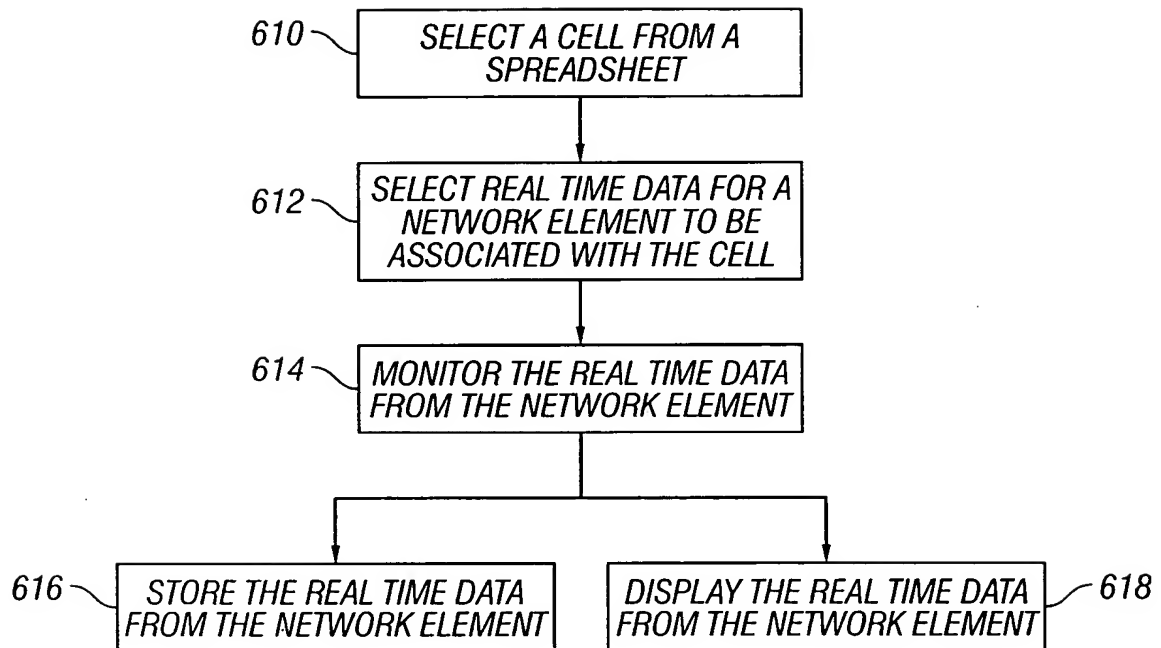 610
SELECT A CELL FROM A
SPREADSHEET
612
SELECT REAL TIME DATA FOR A
NETWORK ELEMENT TO BE
ASSOCIATED WITH THE CELL
614
MONITOR THE REAL TIME DATA
FROM THE NETWORK ELEMENT
616
STORE THE REAL TIME DATA
FROM THE NETWORK ELEMENT
DISPLAY THE REAL TIME DATA
FROM THE NETWORK ELEMENT
618